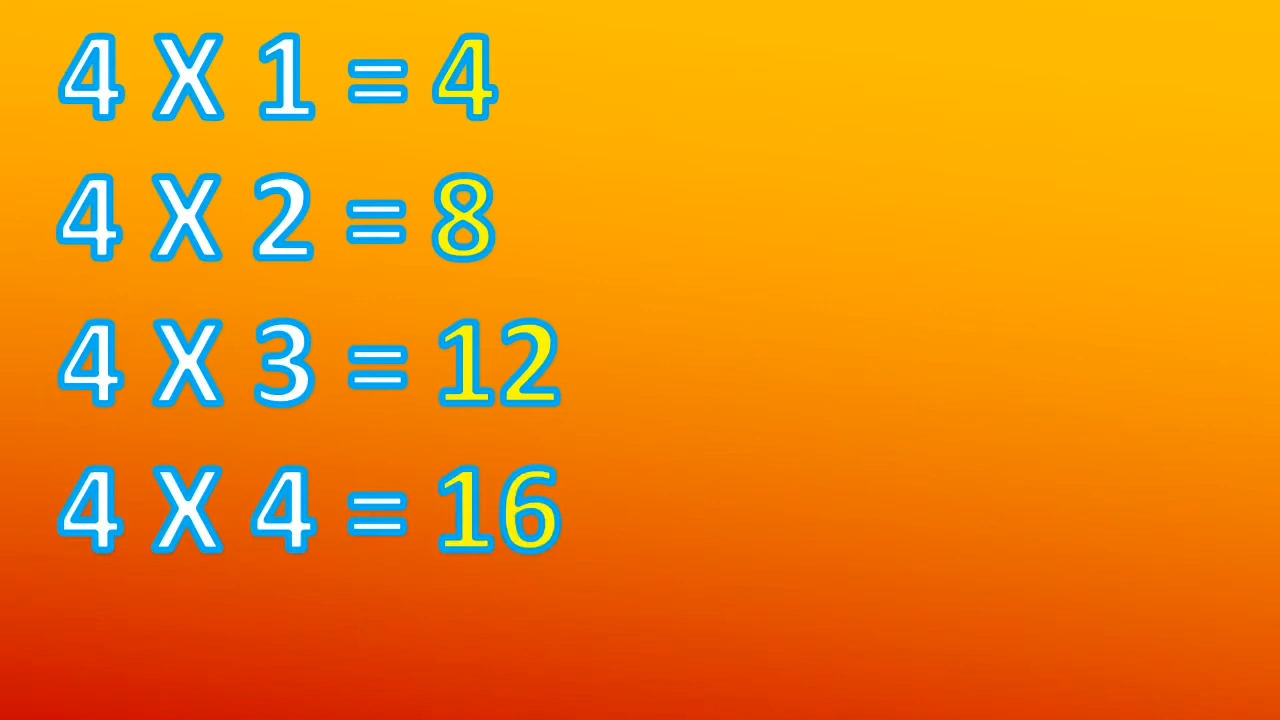 4 X 1 = 4
4 X 2 = 8
4 X 3 = 12
4 X 4 = 16